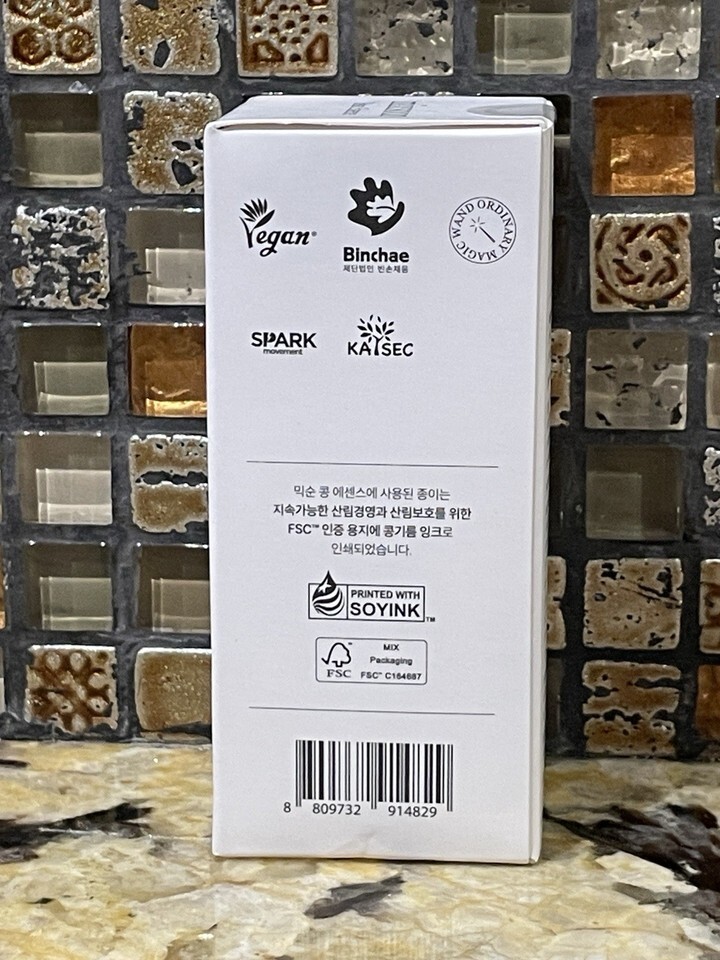 Vegan®
Binchae
재단법인 빈손채움
MAGIC WAND ORDINARY
SPARK
movement
KASEC
믹순 콩 에센스에 사용된 종이는
지속가능한 산림경영과 산림보호를 위한
FSC™ 인증 용지에 콩기름 잉크로
인쇄되었습니다.
PRINTED WITH
SOYINK™
FSC
MIX
Packaging
FSC™ C164687
8 809732 914829